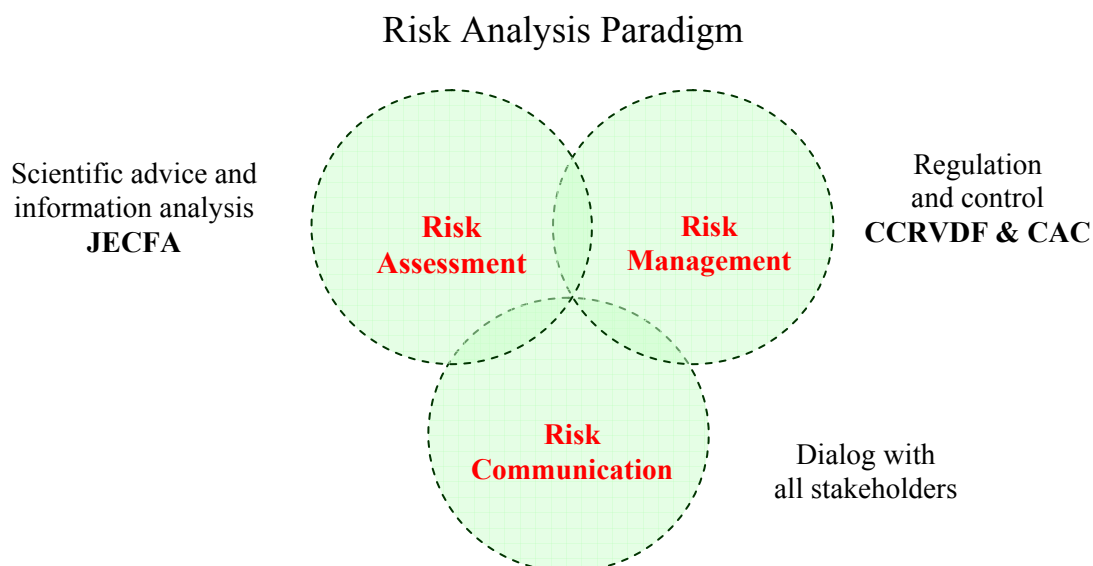 Risk Analysis Paradigm
Scientific advice and
information analysis
JECFA
Risk
Assessment
Risk
Management
Regulation
and control
CCRVDF & CAC
Risk
Communication
Dialog with
all stakeholders